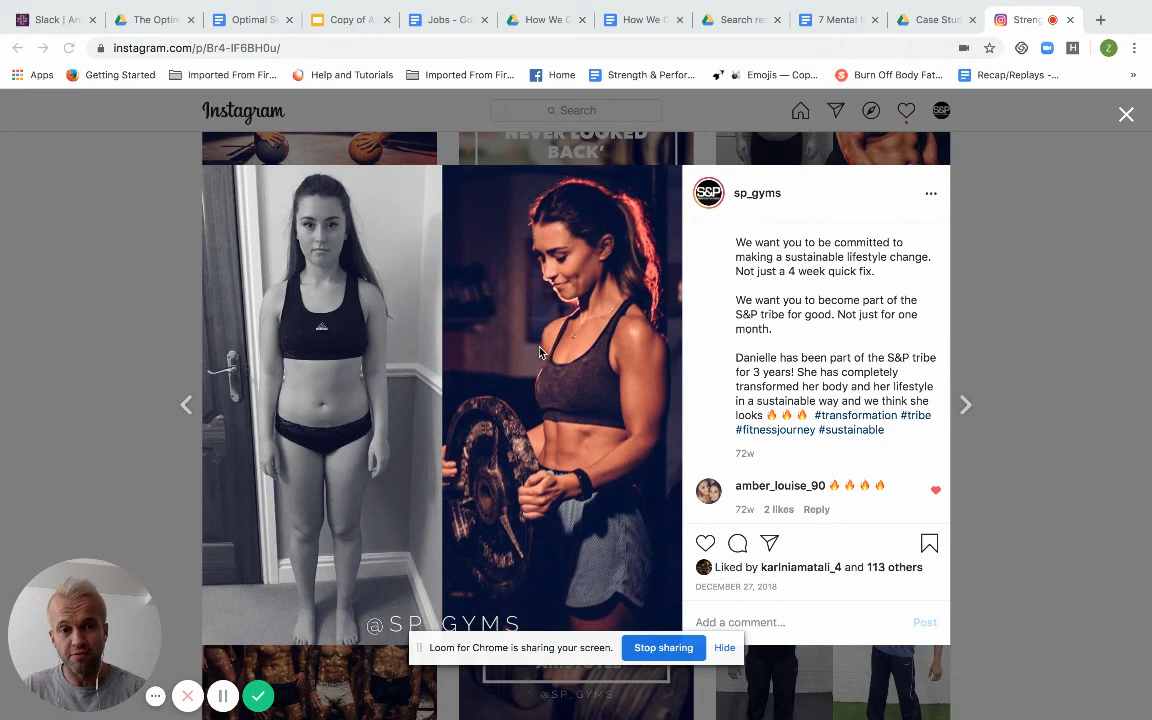 Slack | An
The Optim
Optimal S
Copy of A
Jobs - Go
How We G
How We G
Search re
7 Mental
Case Stud
Streng
instagram.com/p/Br4-IF6BH0u/
Apps
Getting Started
Imported From Fir...
Help and Tutorials
Imported From Fir...
Home
Strength & Perfor...
Emojis — Cop...
Burn Off Body Fat...
Recap/Replays -...
»
H
Z
Instagram
Search
S&P
NEVER LOOKED
BACK'
S&P
sp_gyms
We want you to be committed to
making a sustainable lifestyle change.
Not just a 4 week quick fix.
We want you to become part of the
S&P tribe for good. Not just for one
month.
Danielle has been part of the S&P tribe
for 3 years! She has completely
transformed her body and her lifestyle
in a sustainable way and we think she
looks 🔥 🔥 🔥 #transformation #tribe
#fitnessjourney #sustainable
72w
amber_louise_90 🔥 🔥 🔥 🔥
72w 2 likes Reply
Liked by karlniamatali_4 and 113 others
DECEMBER 27, 2018
Add a comment...
Post
@SP_GYMS
Loom for Chrome is sharing your screen.
Stop sharing
Hide
@SP_GYMS